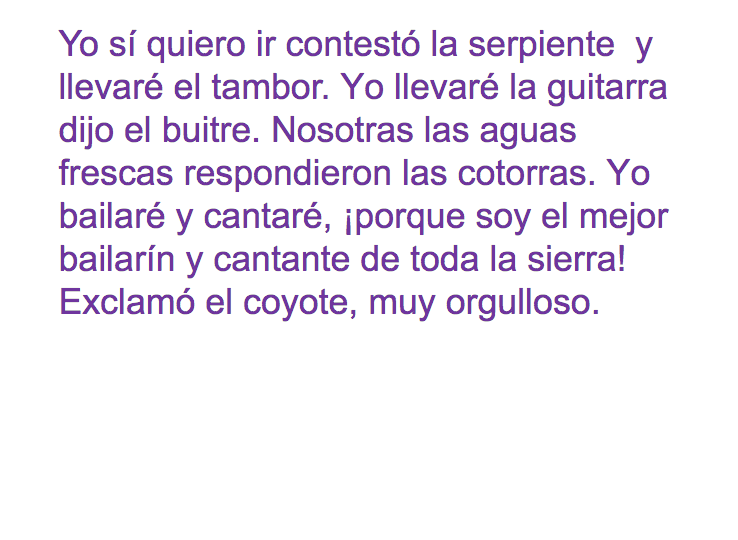 Yo sí quiero ir contestó la serpiente  y
llevaré el tambor. Yo llevaré la guitarra
dijo el buitre. Nosotras las aguas
frescas respondieron las cotorras. Yo
bailaré y cantaré, ¡porque soy el mejor
bailarín y cantante de toda la sierra!
Exclamó el coyote, muy orgulloso.